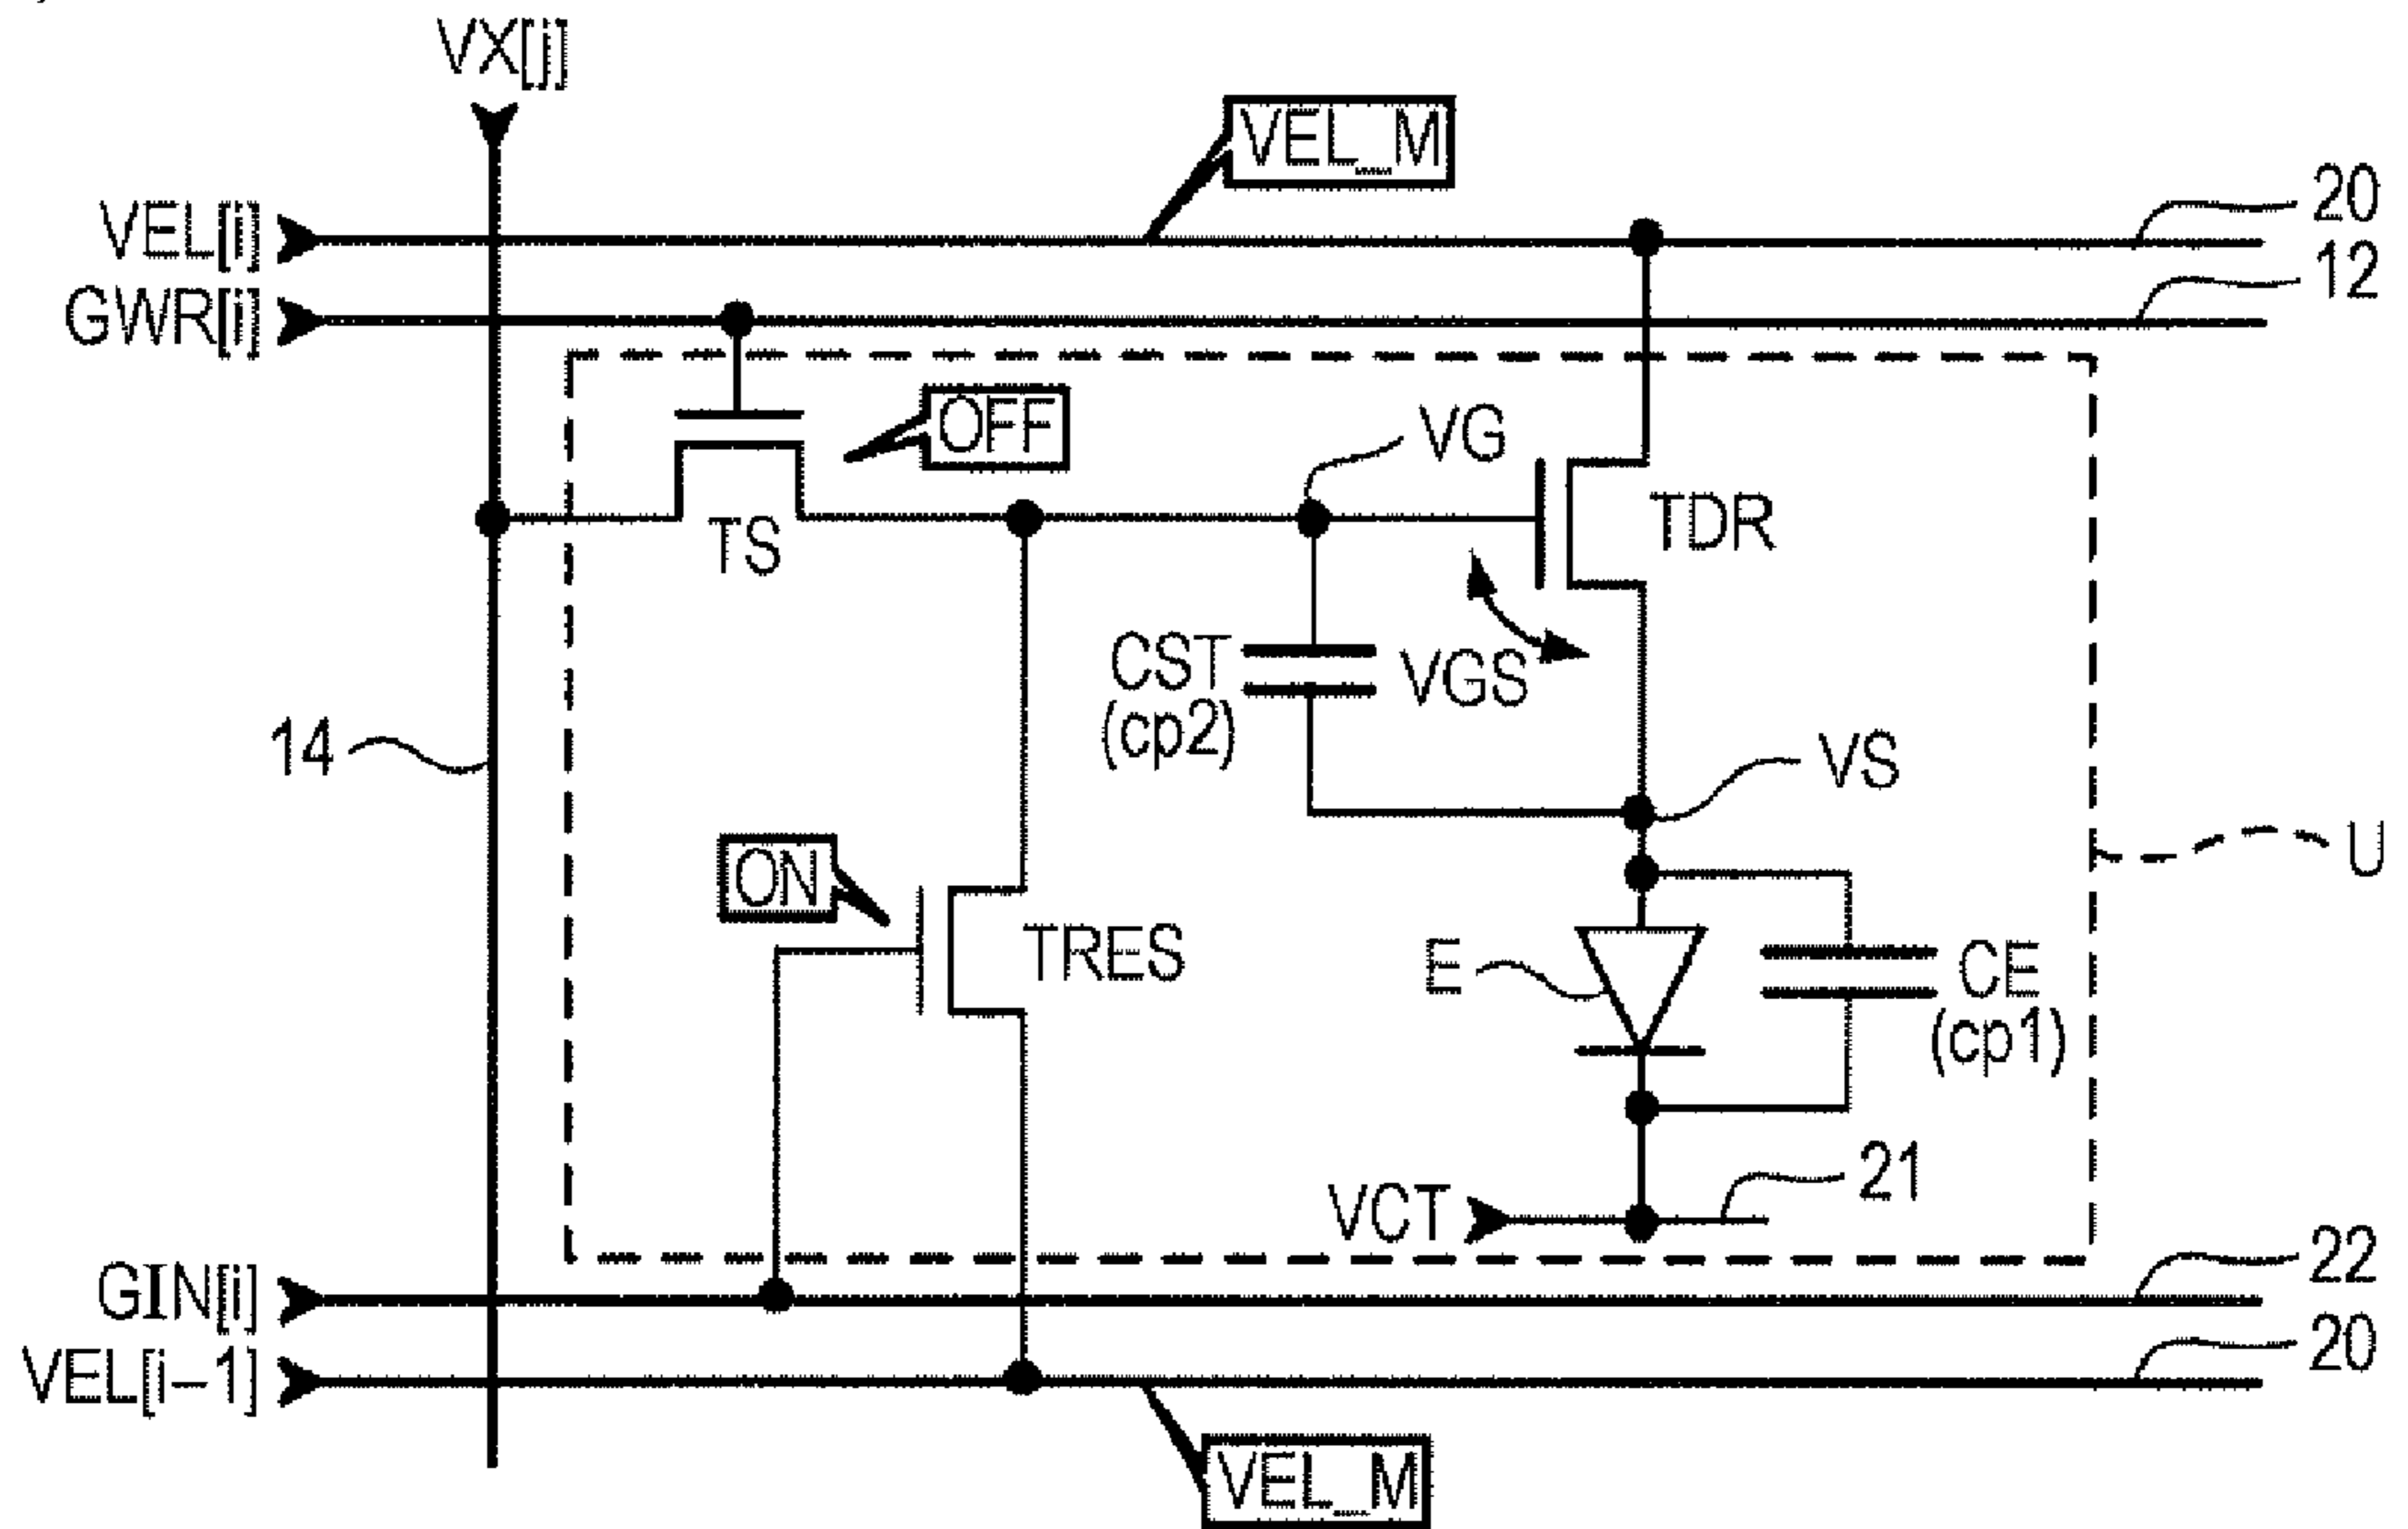 VX[j]
VEL_M
VEL[i]
20
GWR[i]
12
OFF
VG
TS
TDR
CST
(cp2)
VGS
14
VS
U
ON
TRES
E
CE
(cp1)
VCT
21
GIN[i]
22
VEL[i–1]
20
VEL_M